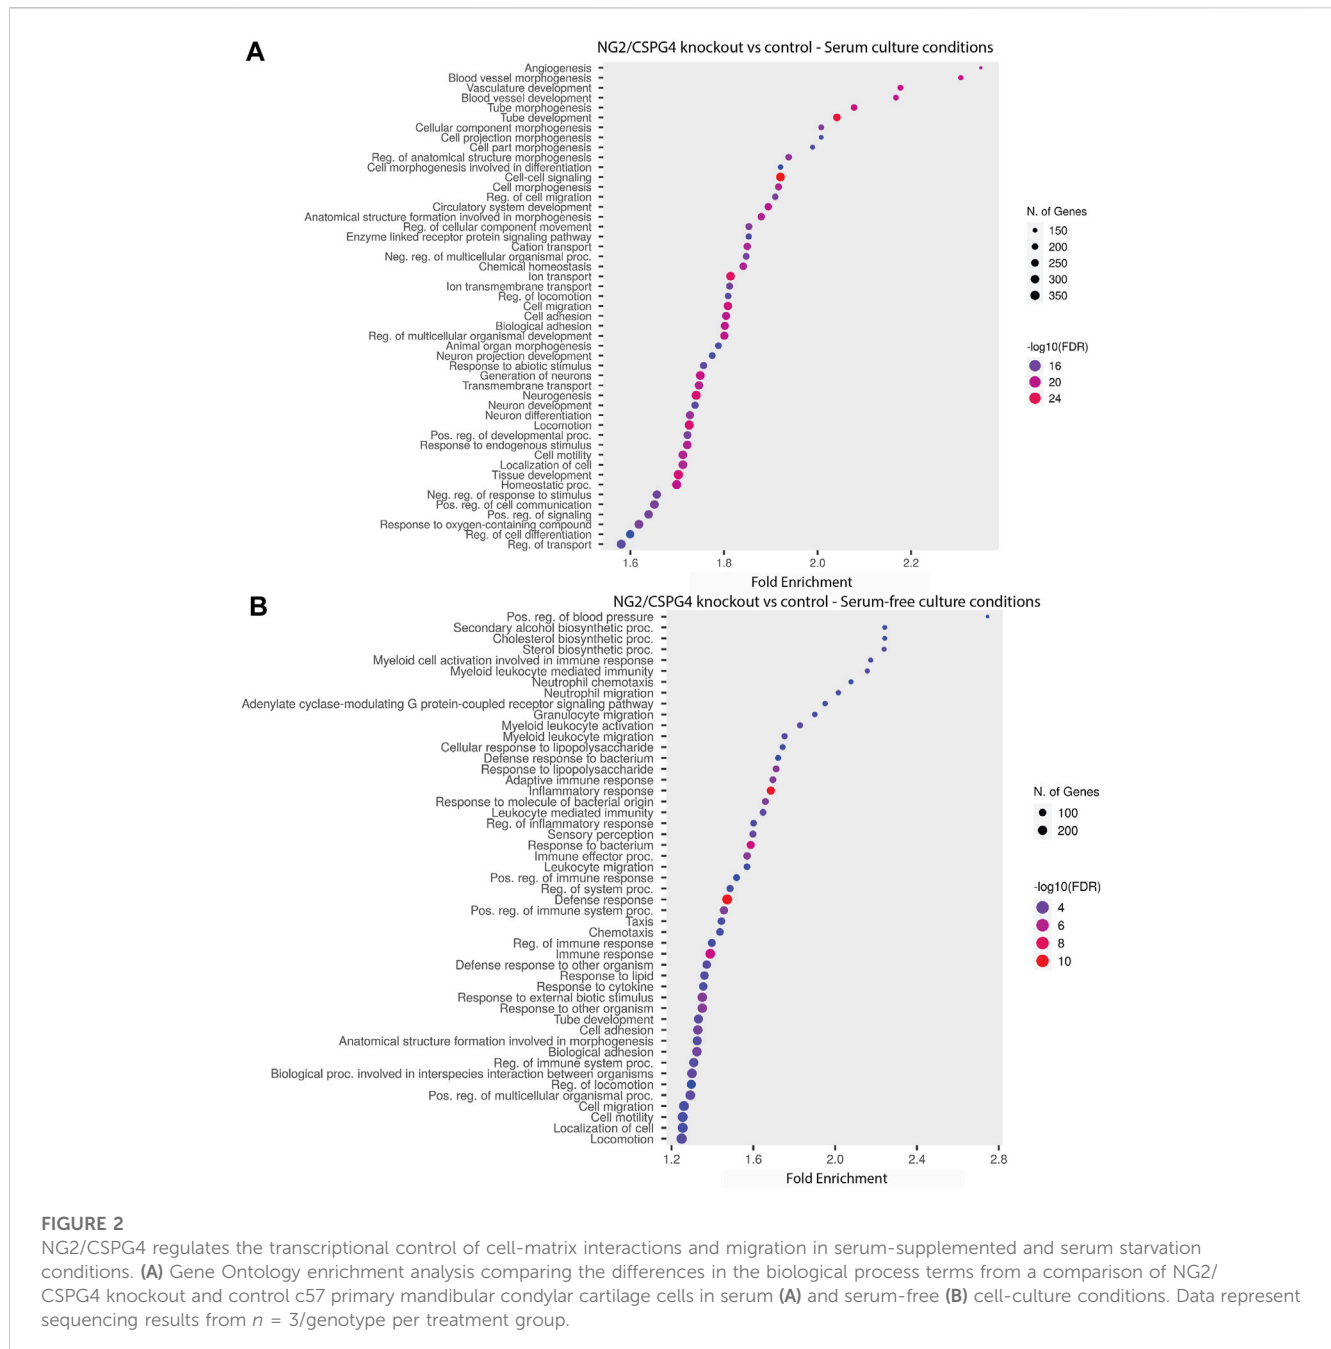 A
NG2/CSPG4 knockout vs control - Serum culture conditions
Angiogenesis
Blood vessel morphogenesis
Vasculature development
Blood vessel development
Tube morphogenesis
Tube development
Cellular component morphogenesis
Cell projection morphogenesis
Cell part morphogenesis
Reg. of anatomical structure morphogenesis
Cell morphogenesis involved in differentiation
Cell-cell signaling
Cell morphogenesis
Reg. of cell migration
Circulatory system development
Anatomical structure formation involved in morphogenesis
Reg. of cellular component movement
Enzyme linked receptor protein signaling pathway
Cation transport
Neg. reg. of multicellular organismal proc.
Chemical homeostasis
Ion transport
Ion transmembrane transport
Reg. of locomotion
Cell migration
Cell adhesion
Biological adhesion
Reg. of multicellular organismal development
Animal organ morphogenesis
Neuron projection development
Response to abiotic stimulus
Generation of neurons
Transmembrane transport
Neurogenesis
Neuron development
Neuron differentiation
Locomotion
Pos. reg. of developmental proc.
Response to endogenous stimulus
Cell motility
Localization of cell
Tissue development
Homeostatic proc.
Neg. reg. of response to stimulus
Pos. reg. of cell communication
Pos. reg. of signaling
Response to oxygen-containing compound
Reg. of cell differentiation
Reg. of transport
1.6 1.8 2.0 2.2
Fold Enrichment
N. of Genes
150
200
250
300
350
-log10(FDR)
16
20
24
B
NG2/CSPG4 knockout vs control - Serum-free culture conditions
Pos. reg. of blood pressure
Secondary alcohol biosynthetic proc.
Cholesterol biosynthetic proc.
Sterol biosynthetic proc.
Myeloid cell activation involved in immune response
Myeloid leukocyte mediated immunity
Neutrophil chemotaxis
Neutrophil migration
Adenylate cyclase-modulating G protein-coupled receptor signaling pathway
Granulocyte migration
Myeloid leukocyte activation
Myeloid leukocyte migration
Cellular response to lipopolysaccharide
Defense response to bacterium
Response to lipopolysaccharide
Adaptive immune response
Inflammatory response
Response to molecule of bacterial origin
Leukocyte mediated immunity
Reg. of inflammatory response
Sensory perception
Response to bacterium
Immune effector proc.
Leukocyte migration
Pos. reg. of immune response
Reg. of system proc.
Defense response
Pos. reg. of immune system proc.
Taxis
Chemotaxis
Reg. of immune response
Immune response
Defense response to other organism
Response to lipid
Response to cytokine
Response to external biotic stimulus
Response to other organism
Tube development
Cell adhesion
Anatomical structure formation involved in morphogenesis
Biological adhesion
Reg. of immune system proc.
Biological proc. involved in interspecies interaction between organisms
Reg. of locomotion
Pos. reg. of multicellular organismal proc.
Cell migration
Cell motility
Localization of cell
Locomotion
1.2 1.6 2.0 2.4 2.8
Fold Enrichment
N. of Genes
100
200
-log10(FDR)
4
6
8
10
FIGURE 2
NG2/CSPG4 regulates the transcriptional control of cell-matrix interactions and migration in serum-supplemented and serum starvation
conditions. (A) Gene Ontology enrichment analysis comparing the differences in the biological process terms from a comparison of NG2/
CSPG4 knockout and control c57 primary mandibular condylar cartilage cells in serum (A) and serum-free (B) cell-culture conditions. Data represent
sequencing results from n = 3/genotype per treatment group.